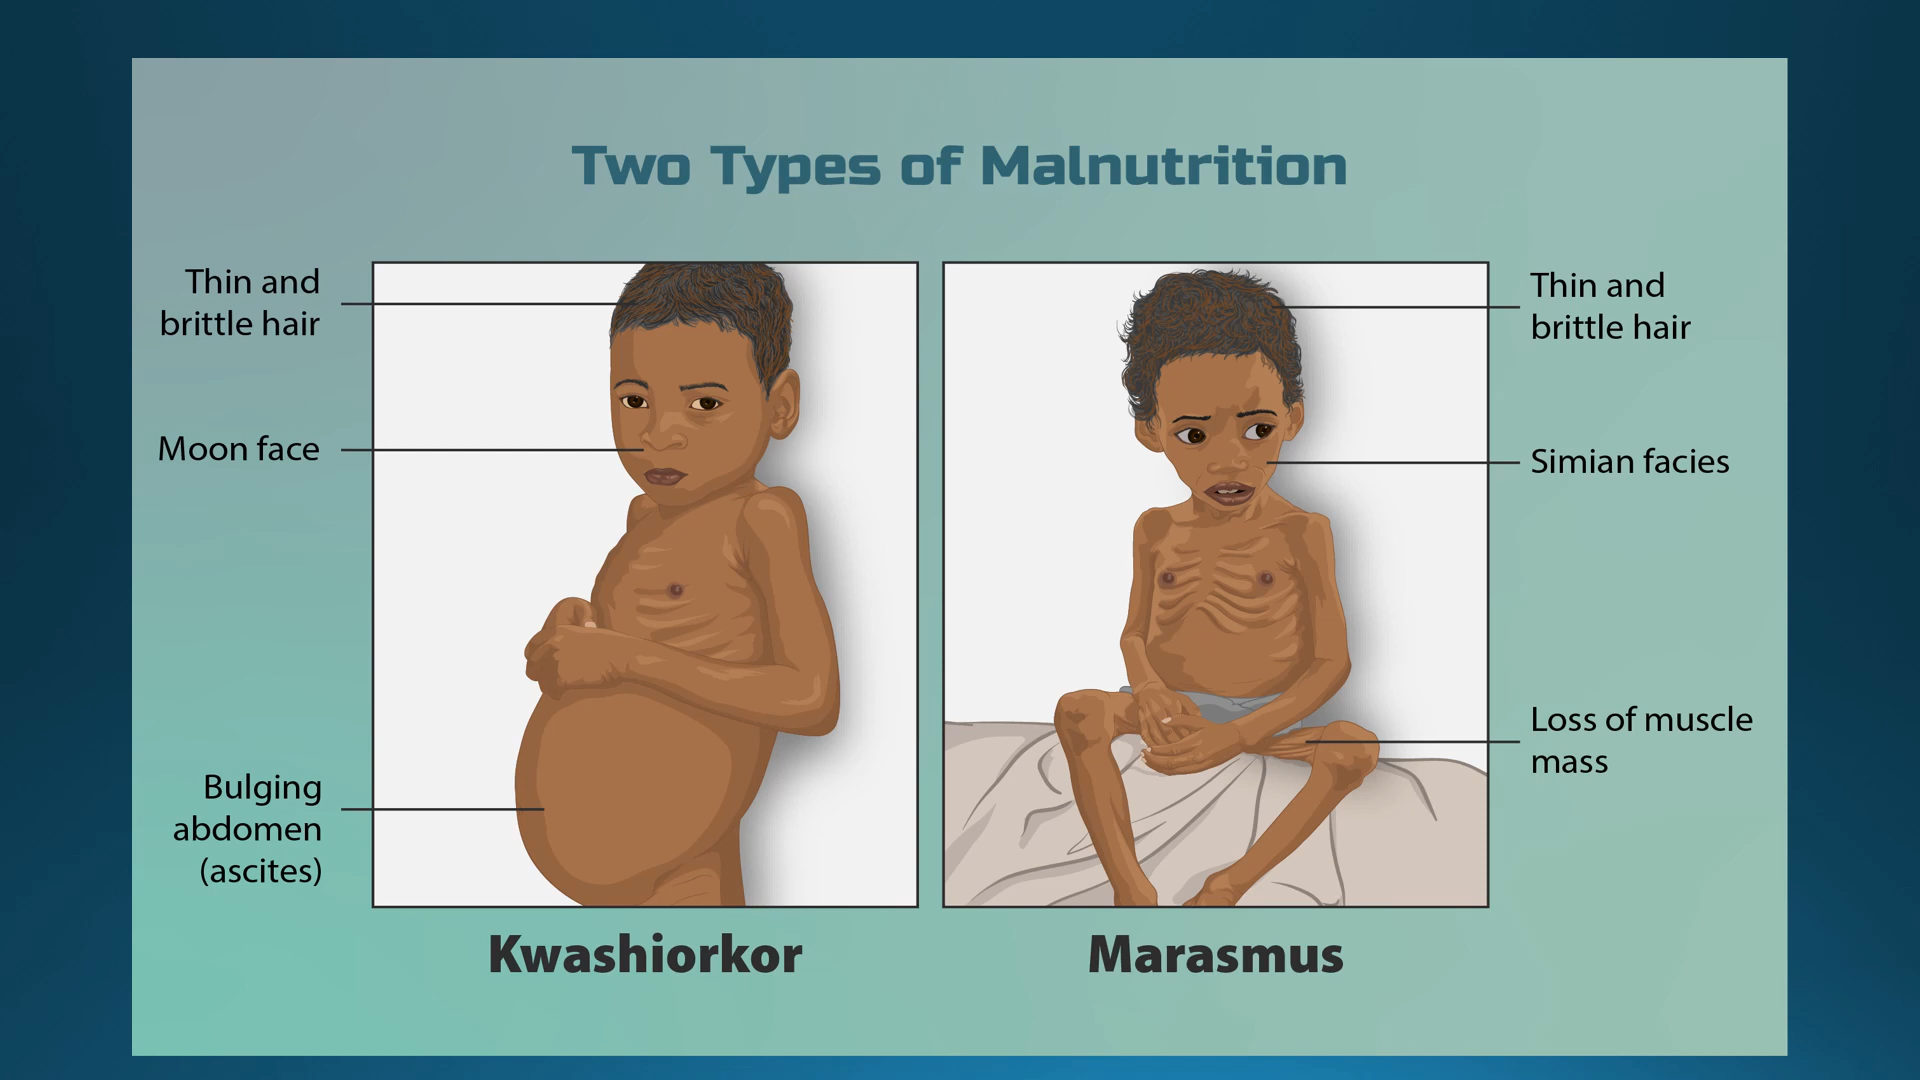 Two Types of Malnutrition
Thin and
brittle hair
Moon face
Bulging
abdomen
(ascites)
Thin and
brittle hair
Simian facies
Loss of muscle
mass
Kwashiorkor
Marasmus